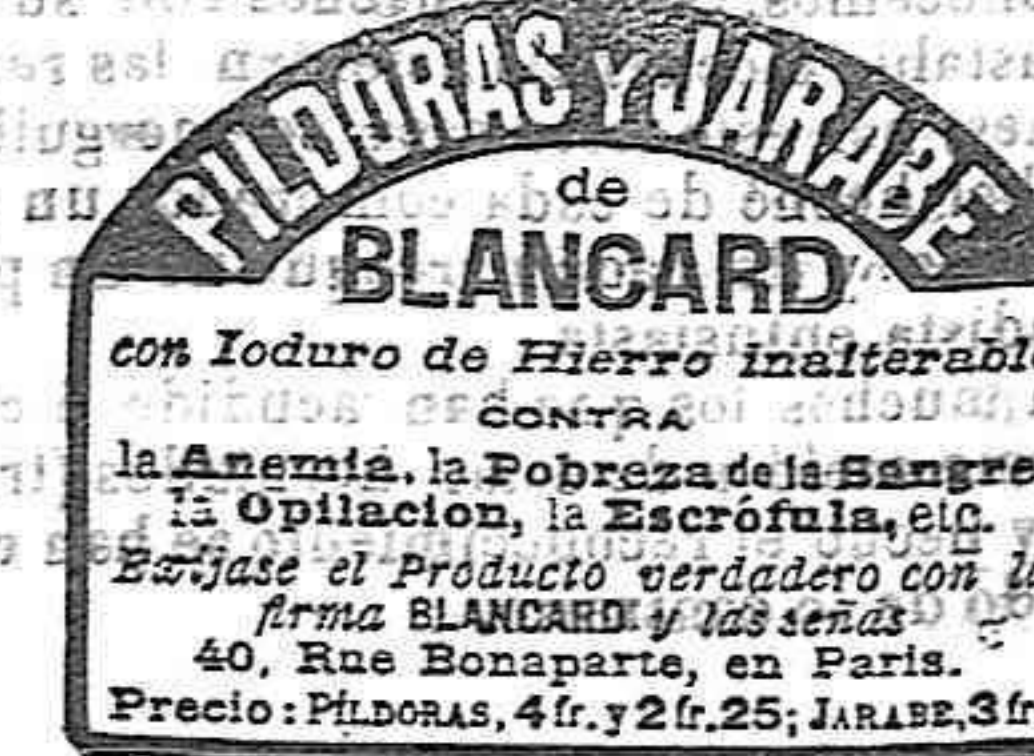 PÍLDORAS Y JARABE
de
BLANCARD
con Ioduro de Hierro inalterable
CONTRA
la Anemia, la Pobreza de la Sangre
la Opilacion, la Escrófula, etc.
Exíjase el Producto verdadero con la
firma BLANCARD y las señas
40, Rue Bonaparte, en Paris.
Precio: PÍLDORAS, 4 fr. y 2 fr. 25; JARABE, 3 fr